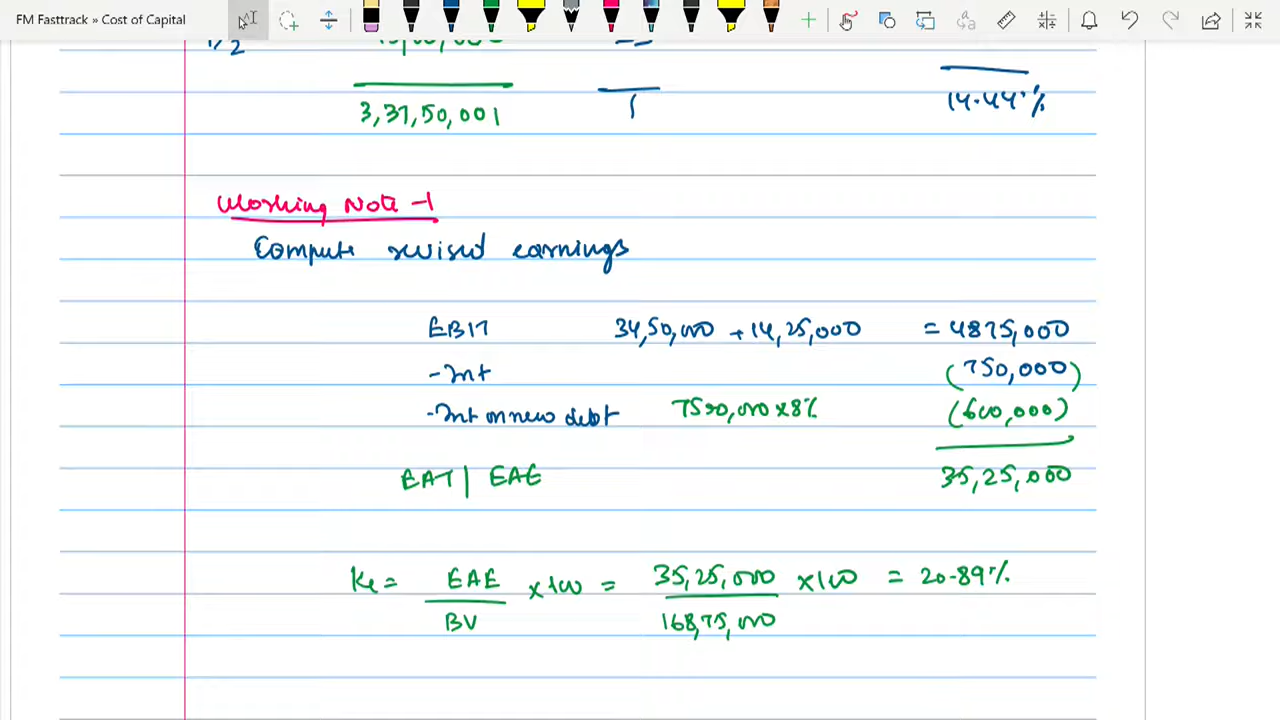 FM Fasttrack » Cost of Capital
1/2
3,37,50,001 1 14.44%
Working Note -1
Compute revised earnings
EBIT 34,50,000 + 14,25,000 = 4875,000
-Int (750,000)
-Int on new debt 7500,000 x 8% (600,000)
EAT | EAE 35,25,000
Ke = EAE x 100 = 35,25,000 x 100 = 20.89%
BV 168,75,000